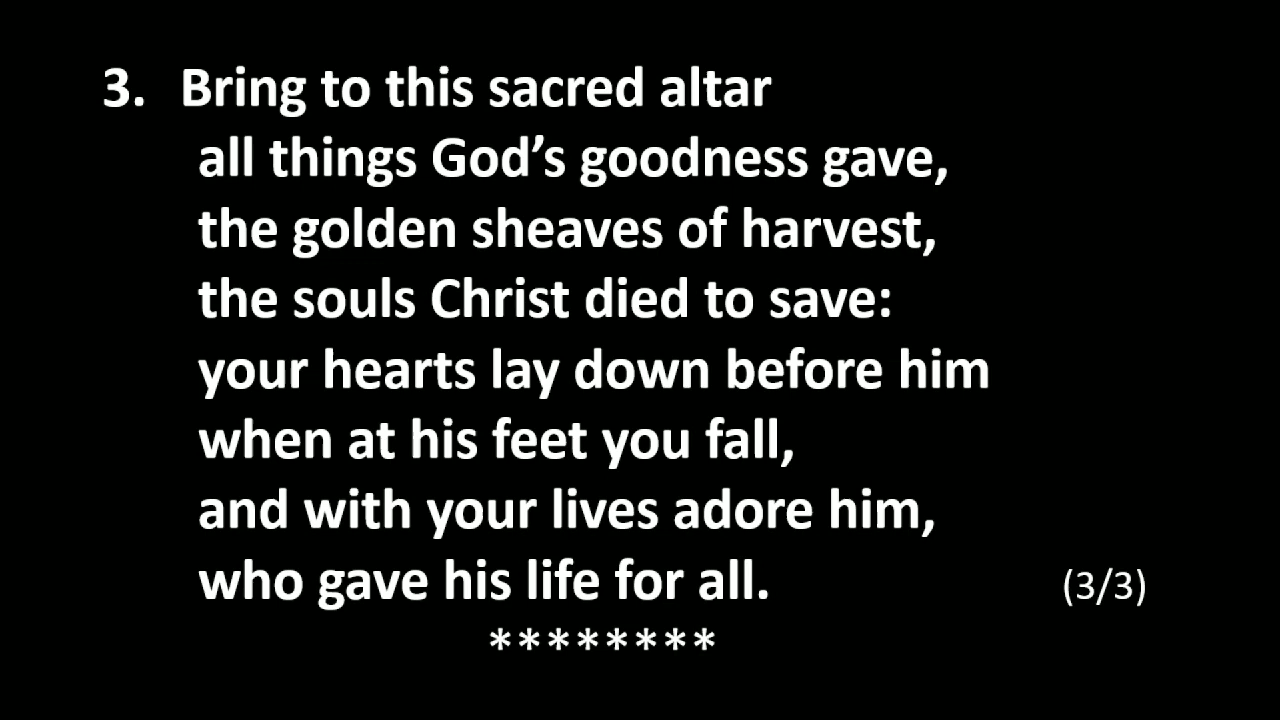 3. Bring to this sacred altar
all things God’s goodness gave,
the golden sheaves of harvest,
the souls Christ died to save:
your hearts lay down before him
when at his feet you fall,
and with your lives adore him,
who gave his life for all. (3/3)
********